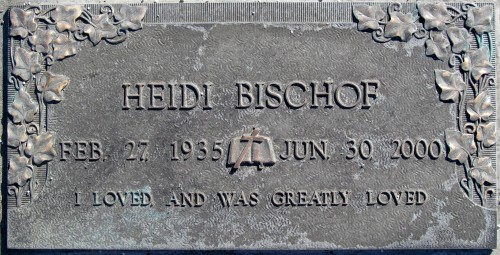 HEIDI BISCHOF
FEB. 27 1935 JUN. 30 2000
I LOVED, AND WAS GREATLY LOVED